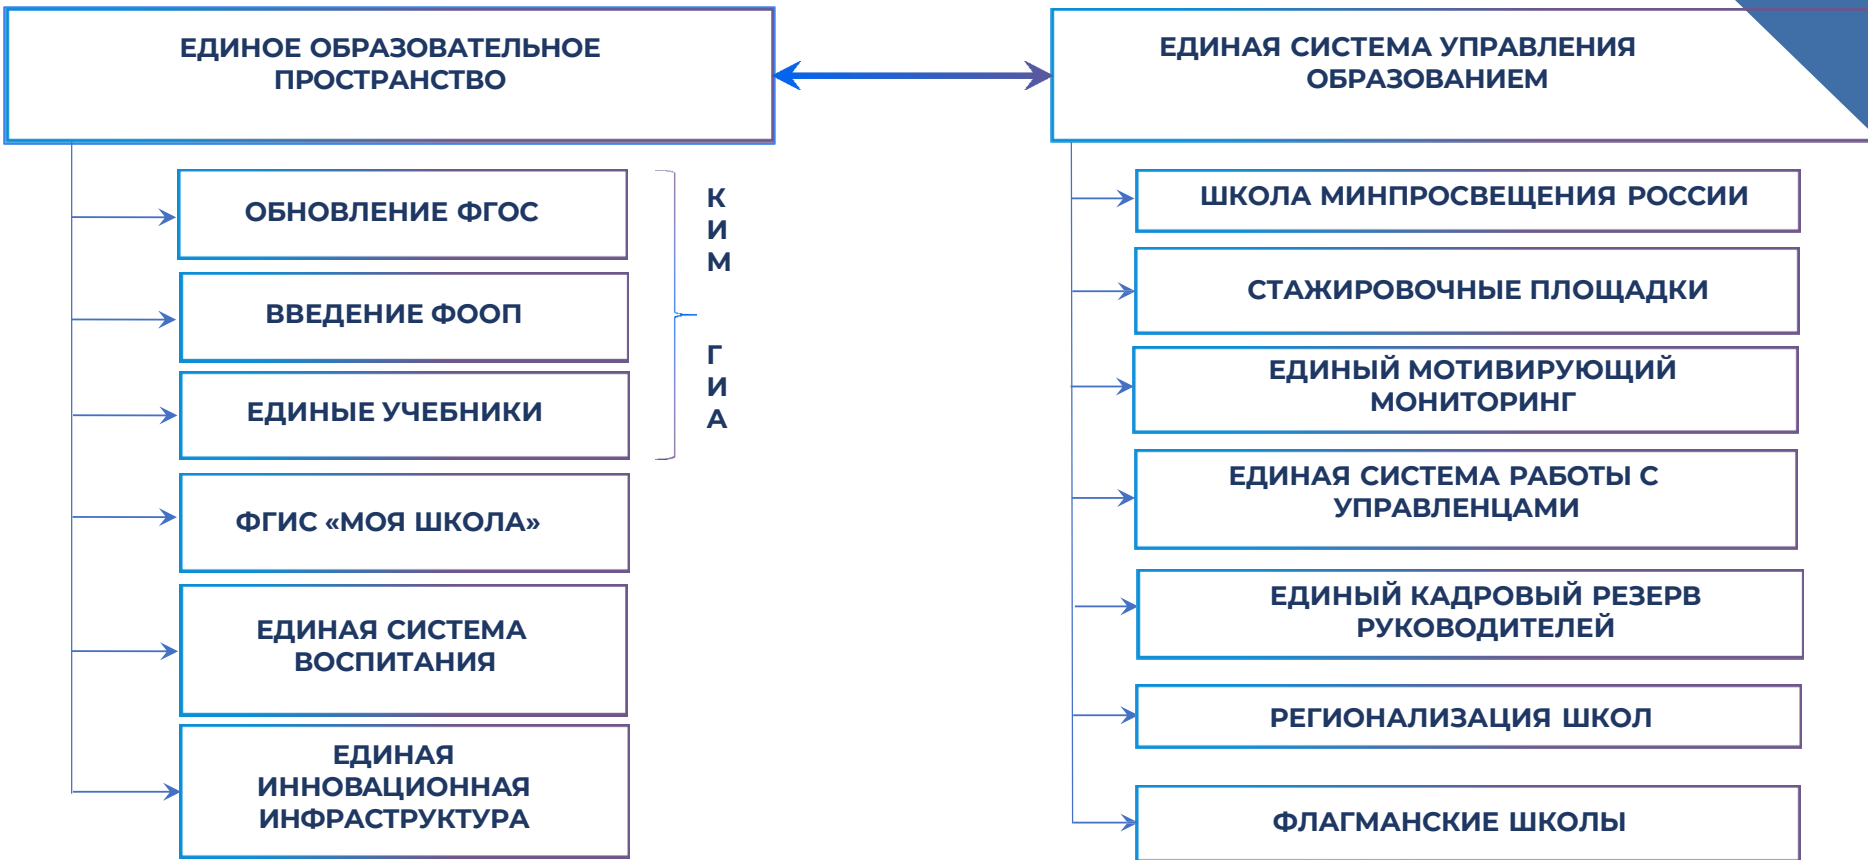 ЕДИНОЕ ОБРАЗОВАТЕЛЬНОЕ
ПРОСТРАНСТВО
ОБНОВЛЕНИЕ ФГОС
ВВЕДЕНИЕ ФООП
ЕДИНЫЕ УЧЕБНИКИ
К
И
М
Г
И
А
ФГИС «МОЯ ШКОЛА»
ЕДИНАЯ СИСТЕМА
ВОСПИТАНИЯ
ЕДИНАЯ
ИННОВАЦИОННАЯ
ИНФРАСТРУКТУРА
ЕДИНАЯ СИСТЕМА УПРАВЛЕНИЯ
ОБРАЗОВАНИЕМ
ШКОЛА МИНПРОСВЕЩЕНИЯ РОССИИ
СТАЖИРОВОЧНЫЕ ПЛОЩАДКИ
ЕДИНЫЙ МОТИВИРУЮЩИЙ
МОНИТОРИНГ
ЕДИНАЯ СИСТЕМА РАБОТЫ С
УПРАВЛЕНЦАМИ
ЕДИНЫЙ КАДРОВЫЙ РЕЗЕРВ
РУКОВОДИТЕЛЕЙ
РЕГИОНАЛИЗАЦИЯ ШКОЛ
ФЛАГМАНСКИЕ ШКОЛЫ